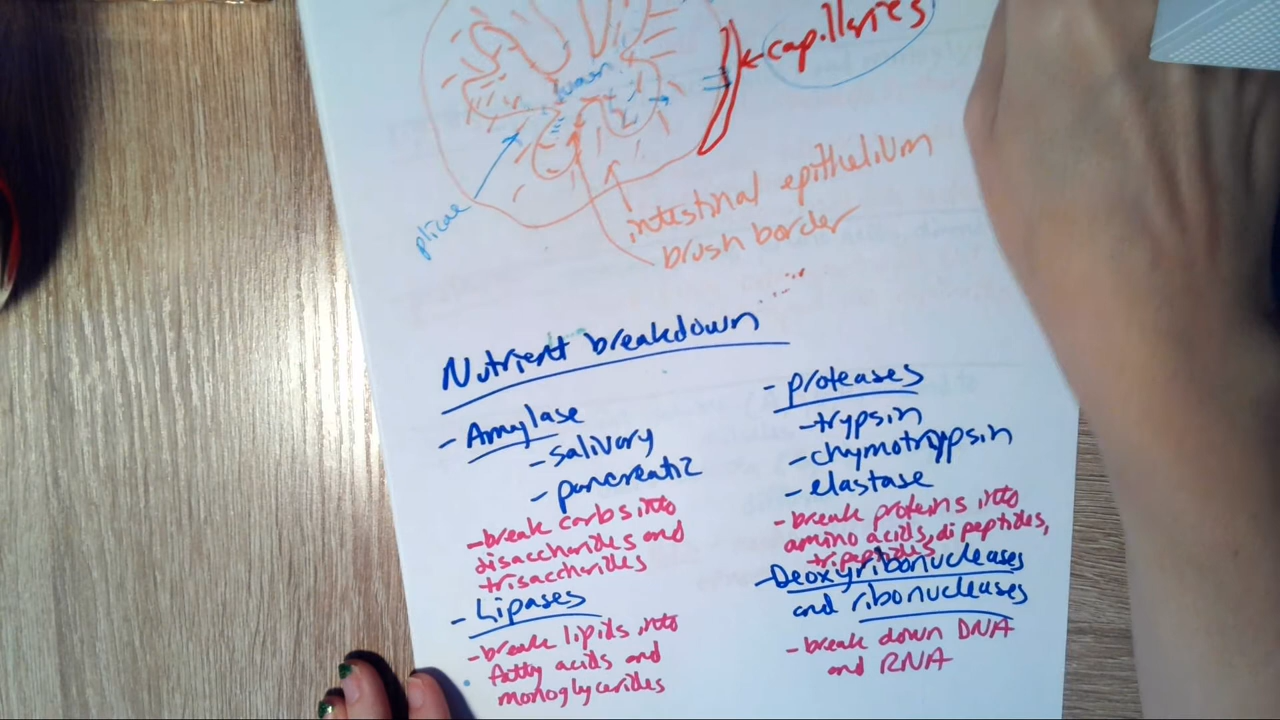 capillaries
lumen
plicae
intestinal epithelium
brush border
Nutrient breakdown
- Amylase
- salivary
- pancreatic
- break carbs into
disaccharides and
trisaccharides
- Lipases
- break lipids into
fatty acids and
monoglycerides
- proteases
- trypsin
- chymotrypsin
- elastase
- break proteins into
amino acids, di peptides,
tripeptides
- Deoxyribonucleases
and ribonucleases
- break down DNA
and RNA